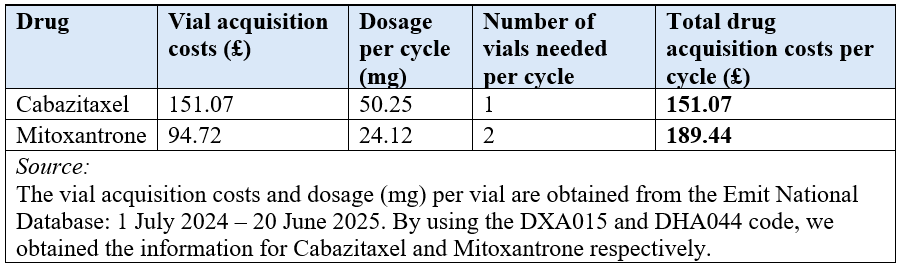 Drug Vial acquisition costs (£) Dosage per cycle (mg) Number of vials needed per cycle Total drug acquisition costs per cycle (£)
Cabazitaxel 151.07 50.25 1 151.07
Mitoxantrone 94.72 24.12 2 189.44
Source:
The vial acquisition costs and dosage (mg) per vial are obtained from the Emit National
Database: 1 July 2024 – 20 June 2025. By using the DXA015 and DHA044 code, we
obtained the information for Cabazitaxel and Mitoxantrone respectively.